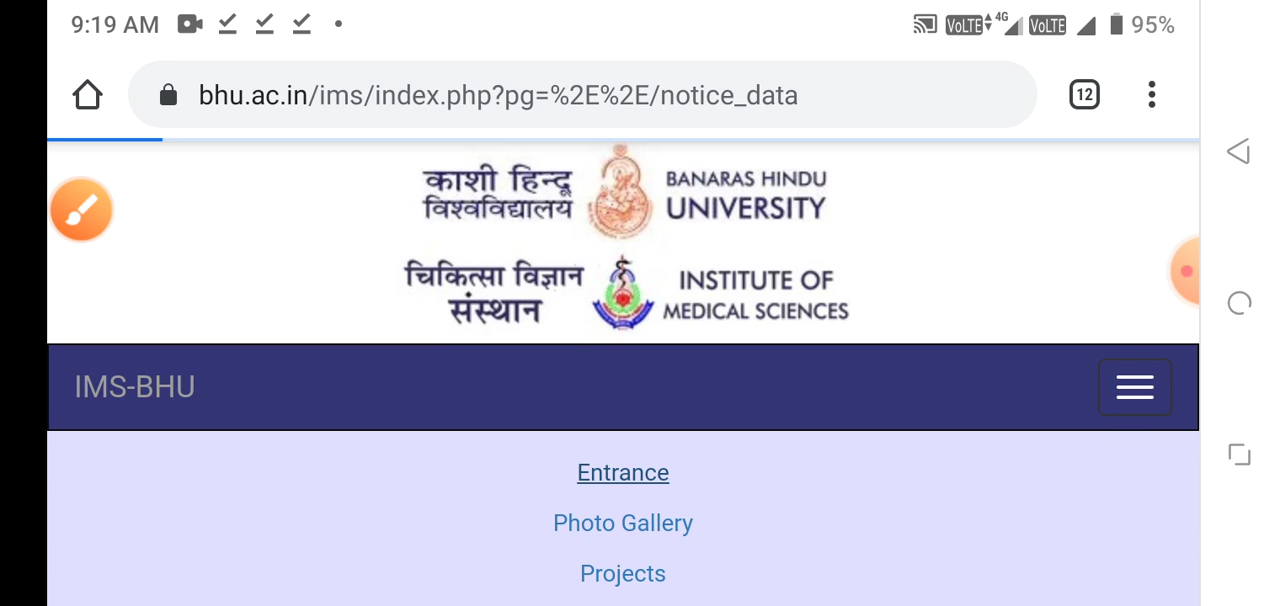 9:19 AM VoLTE 4G VoLTE 95%
bhu.ac.in/ims/index.php?pg=%2E%2E/notice_data 12
काशी हिन्दू
विश्वविद्यालय
BANARAS HINDU
UNIVERSITY
चिकित्सा विज्ञान
संस्थान
INSTITUTE OF
MEDICAL SCIENCES
IMS-BHU
Entrance
Photo Gallery
Projects